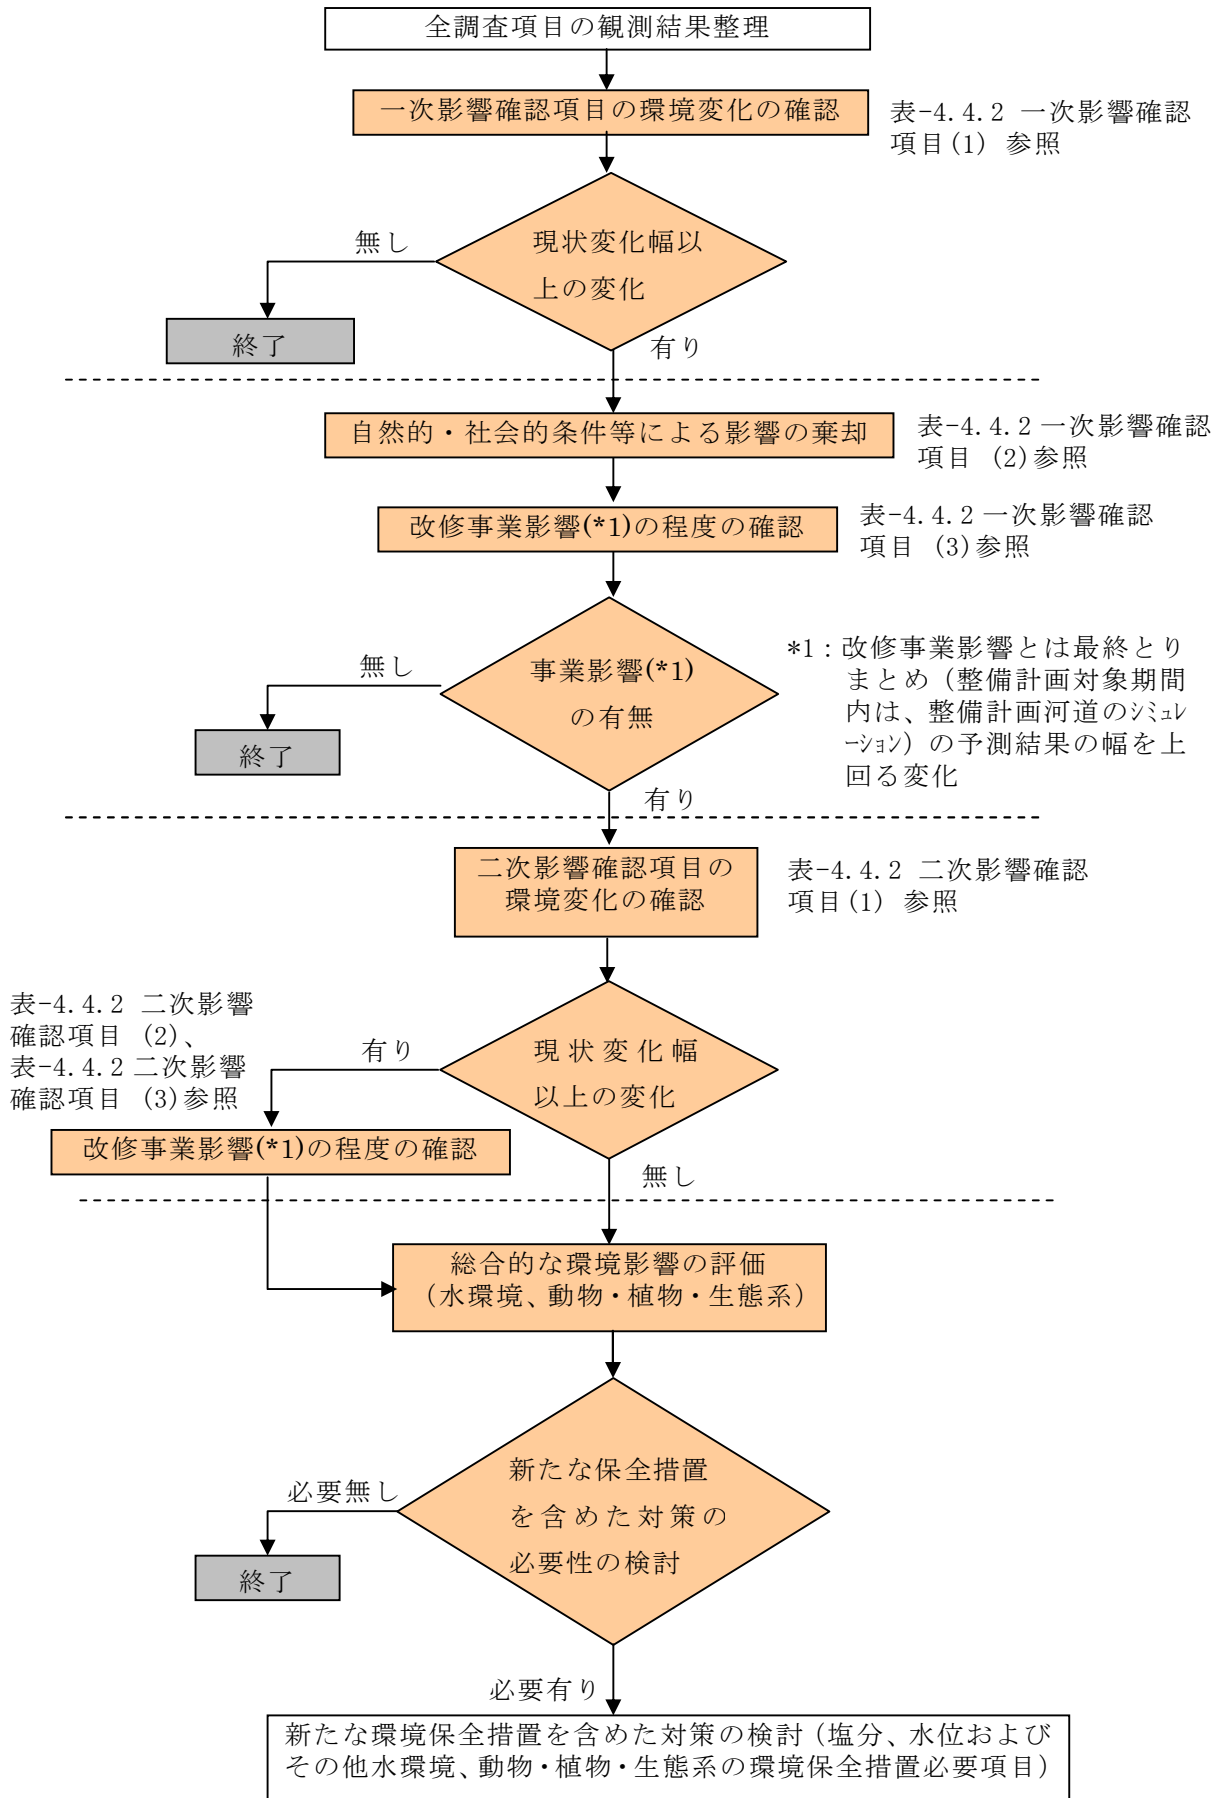 全調査項目の観測結果整理
一次影響確認項目の環境変化の確認
表-4.4.2 一次影響確認
項目(1) 参照
現状変化幅以
上の変化
無し
終了
有り
自然的・社会的条件等による影響の棄却
表-4.4.2 一次影響確認
項目 (2)参照
改修事業影響(*1)の程度の確認
表-4.4.2 一次影響確認
項目 (3)参照
事業影響(*1)
の有無
無し
終了
*1：改修事業影響とは最終とり
まとめ（整備計画対象期間
内は、整備計画河道のｼﾐｭﾚ
ｰｼｮﾝ）の予測結果の幅を上
回る変化
有り
二次影響確認項目の
環境変化の確認
表-4.4.2 二次影響確認
項目(1) 参照
表-4.4.2 二次影響
確認項目 (2)、
表-4.4.2 二次影響
確認項目 (3)参照
有り
現状変化幅
以上の変化
改修事業影響(*1)の程度の確認
無し
総合的な環境影響の評価
（水環境、動物・植物・生態系）
新たな保全措置
を含めた対策の
必要性の検討
必要無し
終了
必要有り
新たな環境保全措置を含めた対策の検討（塩分、水位および
その他水環境、動物・植物・生態系の環境保全措置必要項目）